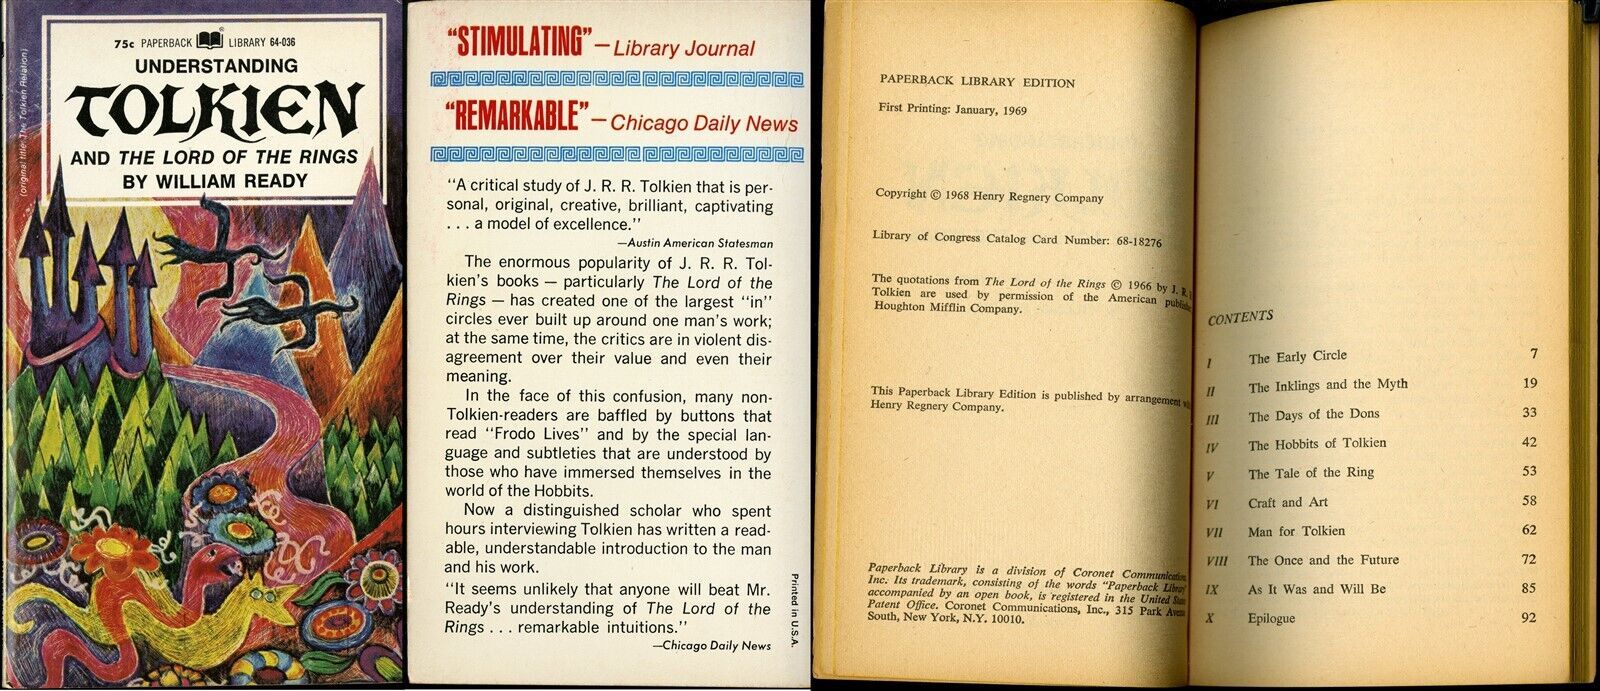 75c PAPERBACK LIBRARY 64-036
UNDERSTANDING
TOLKIEN
AND THE LORD OF THE RINGS
BY WILLIAM READY
(original title: The Tolkien Relation)
"STIMULATING" – Library Journal
"REMARKABLE" – Chicago Daily News
"A critical study of J. R. R. Tolkien that is per-
sonal, original, creative, brilliant, captivating
. . . a model of excellence."
—Austin American Statesman
The enormous popularity of J. R. R. Tol-
kien's books — particularly The Lord of the
Rings — has created one of the largest "in"
circles ever built up around one man's work;
at the same time, the critics are in violent dis-
agreement over their value and even their
meaning.
In the face of this confusion, many non-
Tolkien-readers are baffled by buttons that
read "Frodo Lives" and by the special lan-
guage and subtleties that are understood by
those who have immersed themselves in the
world of the Hobbits.
Now a distinguished scholar who spent
hours interviewing Tolkien has written a read-
able, understandable introduction to the man
and his work.
"It seems unlikely that anyone will beat Mr.
Ready's understanding of The Lord of the
Rings . . . remarkable intuitions."
—Chicago Daily News
Printed in U.S.A.
PAPERBACK LIBRARY EDITION
First Printing: January, 1969
Copyright © 1968 Henry Regnery Company
Library of Congress Catalog Card Number: 68-18276
The quotations from The Lord of the Rings © 1966 by J. R.
Tolkien are used by permission of the American publish
Houghton Mifflin Company.
This Paperback Library Edition is published by arrangement
Henry Regnery Company.
Paperback Library is a division of Coronet Communication
Inc. Its trademark, consisting of the words "Paperback Library"
accompanied by an open book, is registered in the United States
Patent Office. Coronet Communications, Inc., 315 Park Avenue
South, New York, N.Y. 10010.
CONTENTS
I The Early Circle 7
II The Inklings and the Myth 19
III The Days of the Dons 33
IV The Hobbits of Tolkien 42
V The Tale of the Ring 53
VI Craft and Art 58
VII Man for Tolkien 62
VIII The Once and the Future 72
IX As It Was and Will Be 85
X Epilogue 92